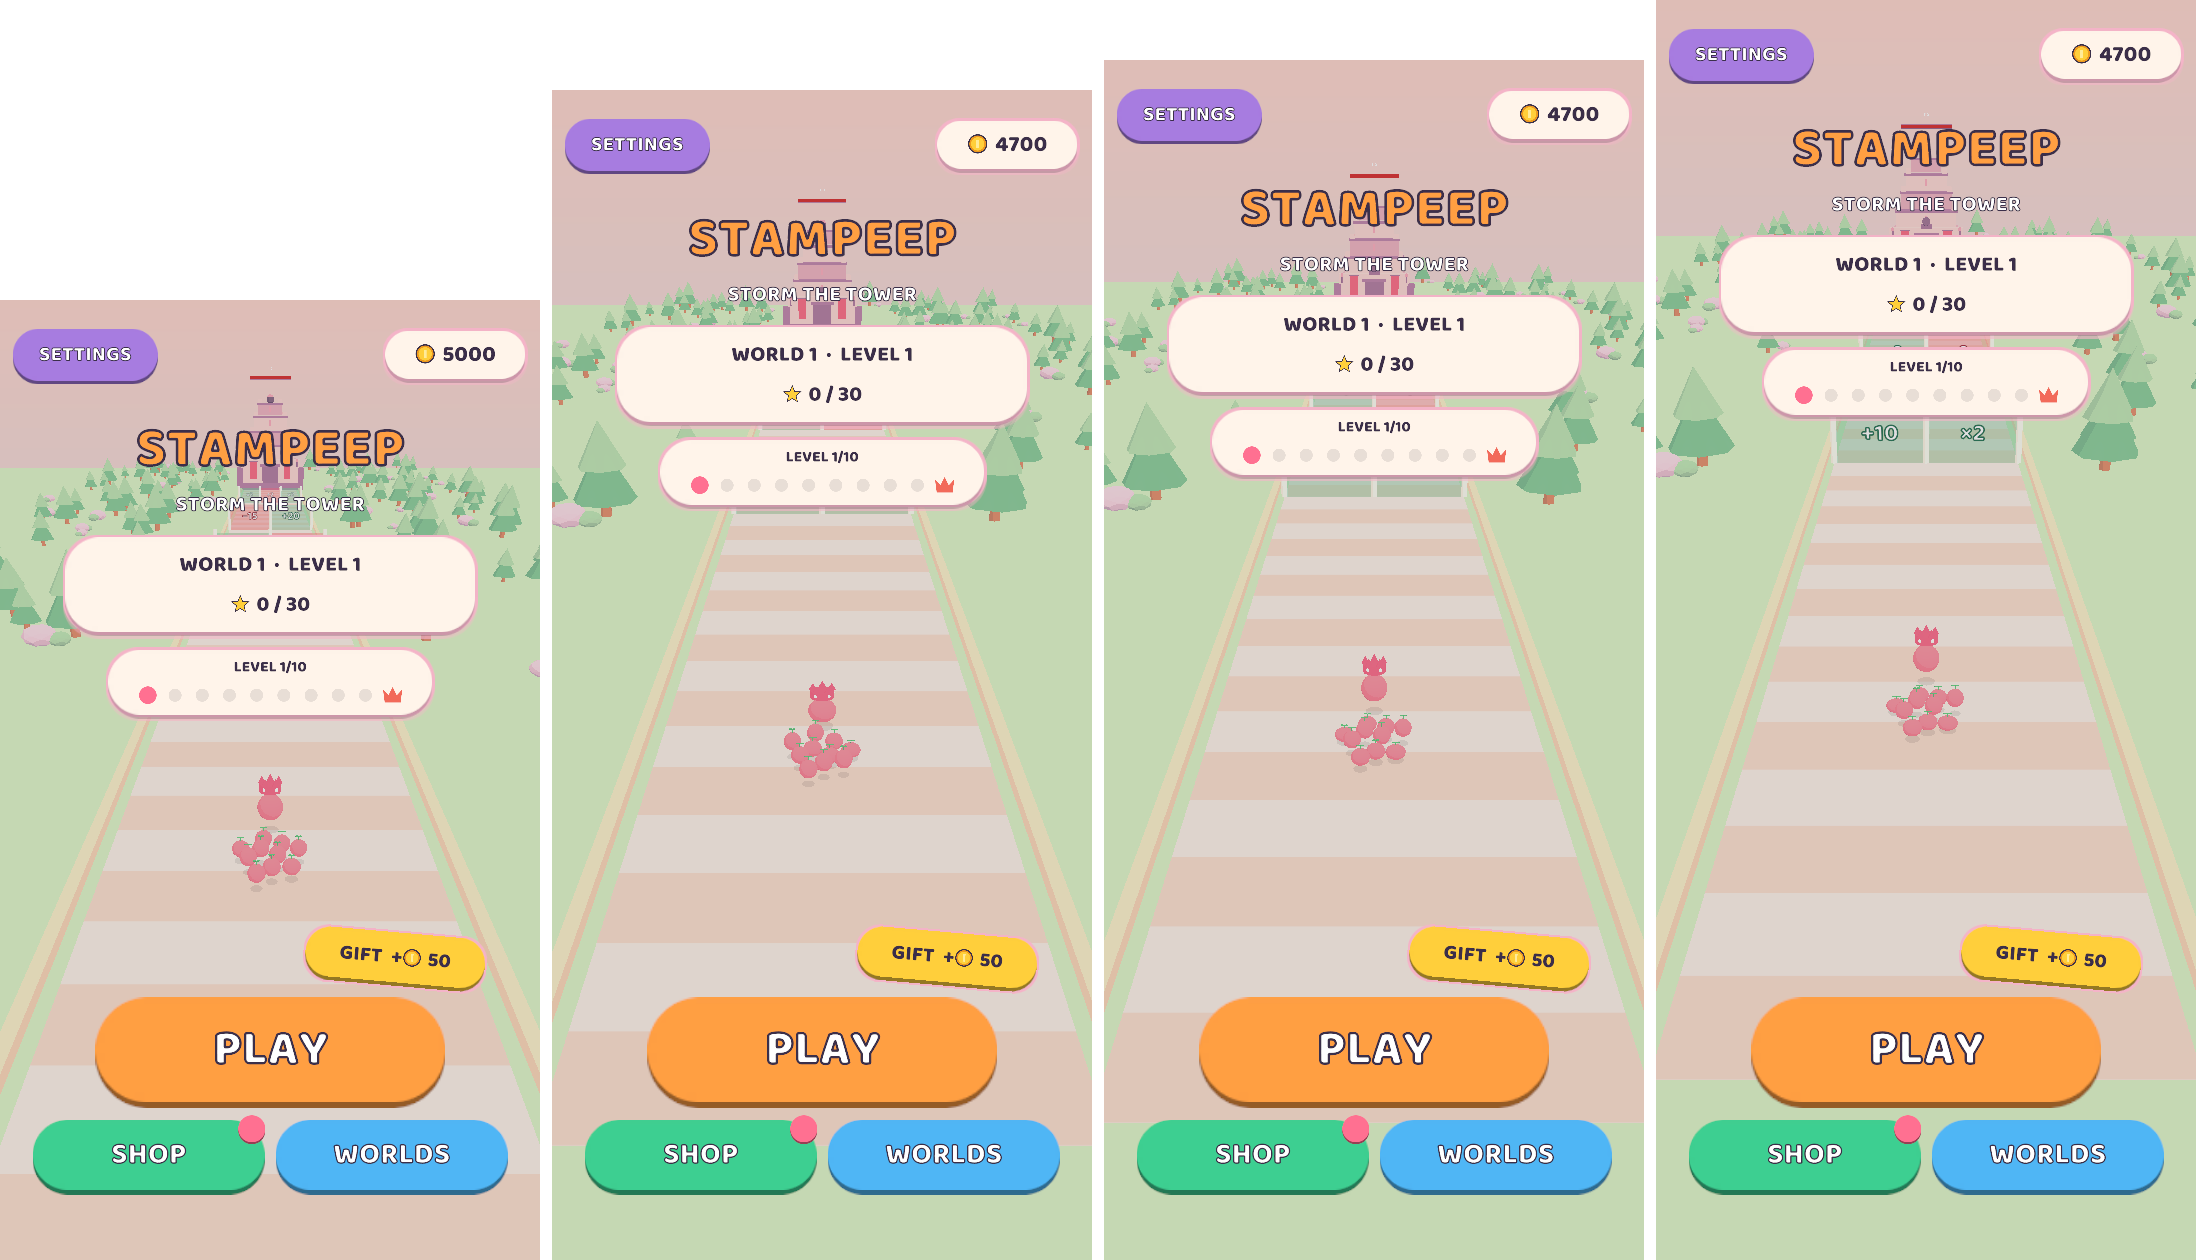 SETTINGS
5000
STAMPEEP
STORM THE TOWER
-15 +20
WORLD 1 · LEVEL 1
0 / 30
LEVEL 1/10
GIFT + 50
PLAY
SHOP
WORLDS
SETTINGS
4700
STAMPEEP
STORM THE TOWER
WORLD 1 · LEVEL 1
0 / 30
LEVEL 1/10
GIFT + 50
PLAY
SHOP
WORLDS
SETTINGS
4700
STAMPEEP
STORM THE TOWER
WORLD 1 · LEVEL 1
0 / 30
LEVEL 1/10
GIFT + 50
PLAY
SHOP
WORLDS
SETTINGS
4700
STAMPEEP
STORM THE TOWER
WORLD 1 · LEVEL 1
0 / 30
LEVEL 1/10
+10 ×2
GIFT + 50
PLAY
SHOP
WORLDS